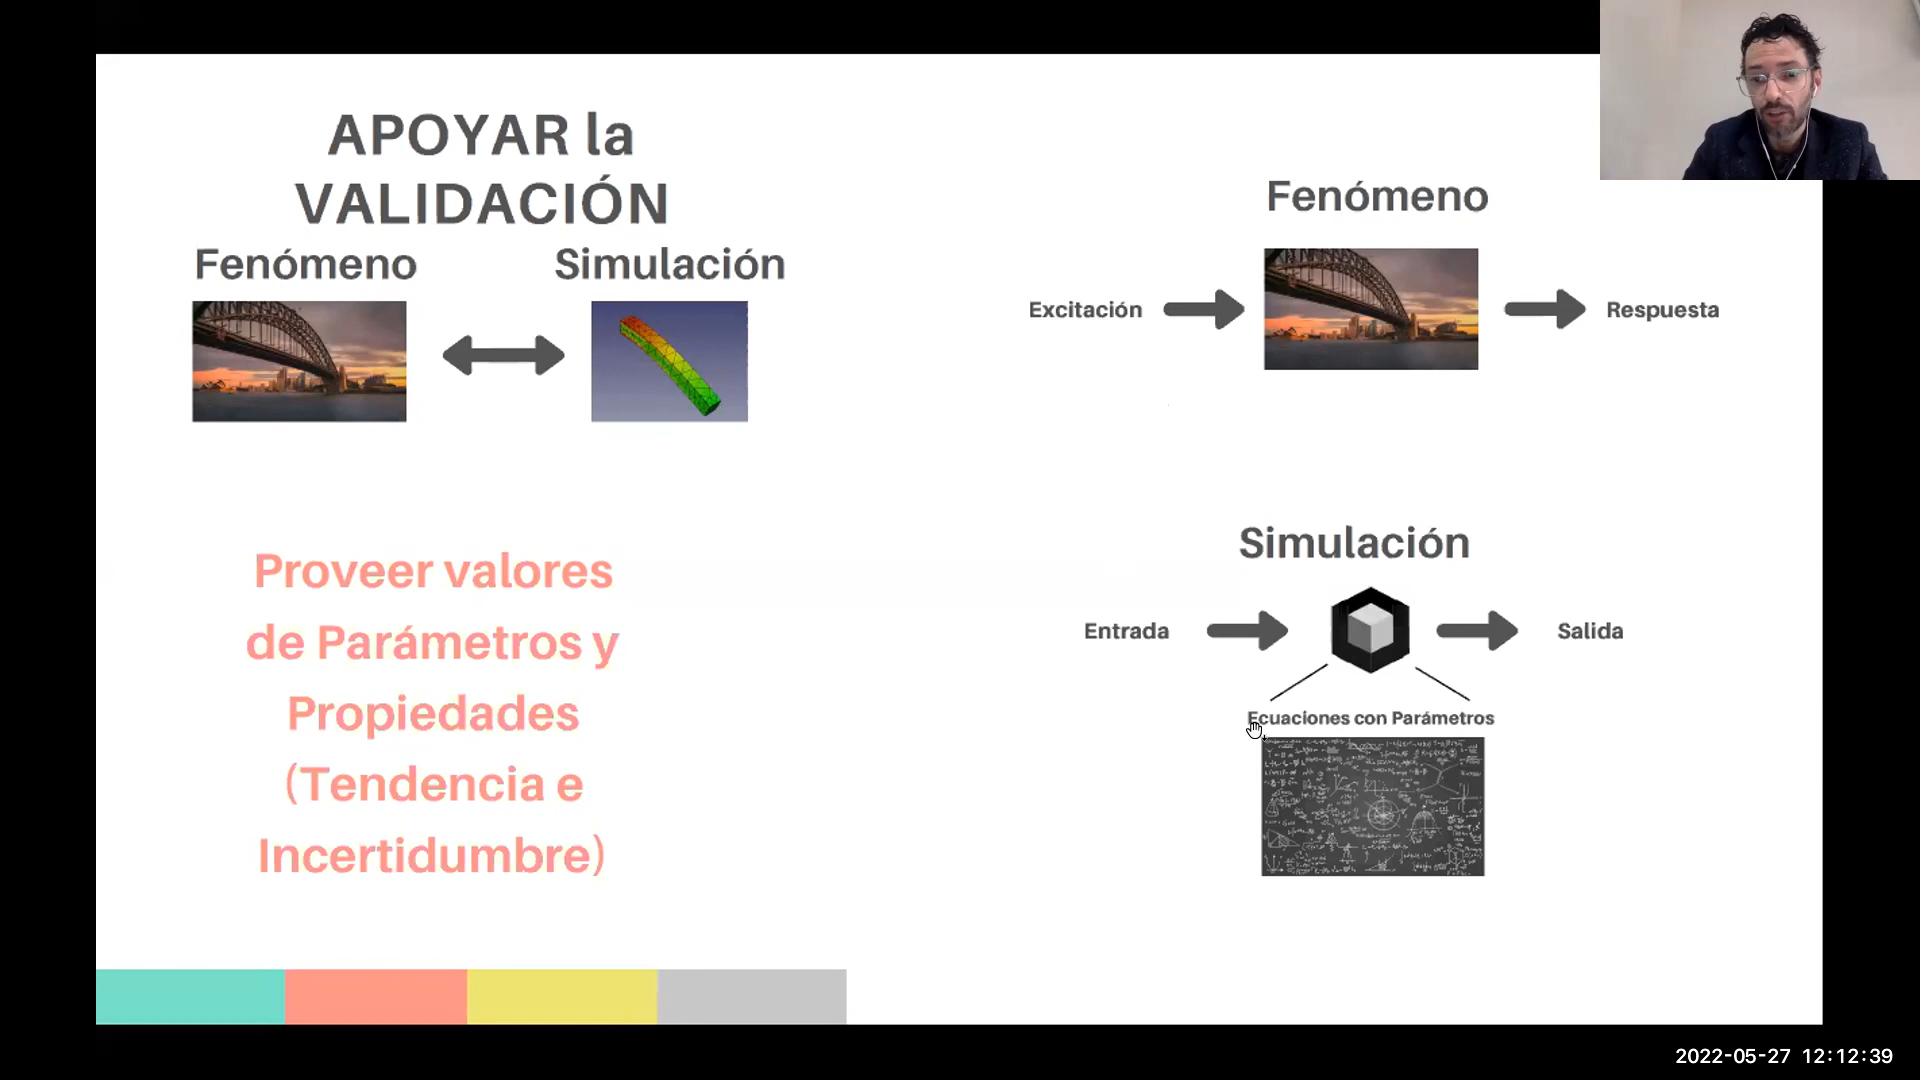 APOYAR la
VALIDACIÓN
Fenómeno
Simulación
Proveer valores
de Parámetros y
Propiedades
(Tendencia e
Incertidumbre)
Fenómeno
Excitación
Respuesta
Simulación
Entrada
Salida
Ecuaciones con Parámetros
2022-05-27 12:12:39